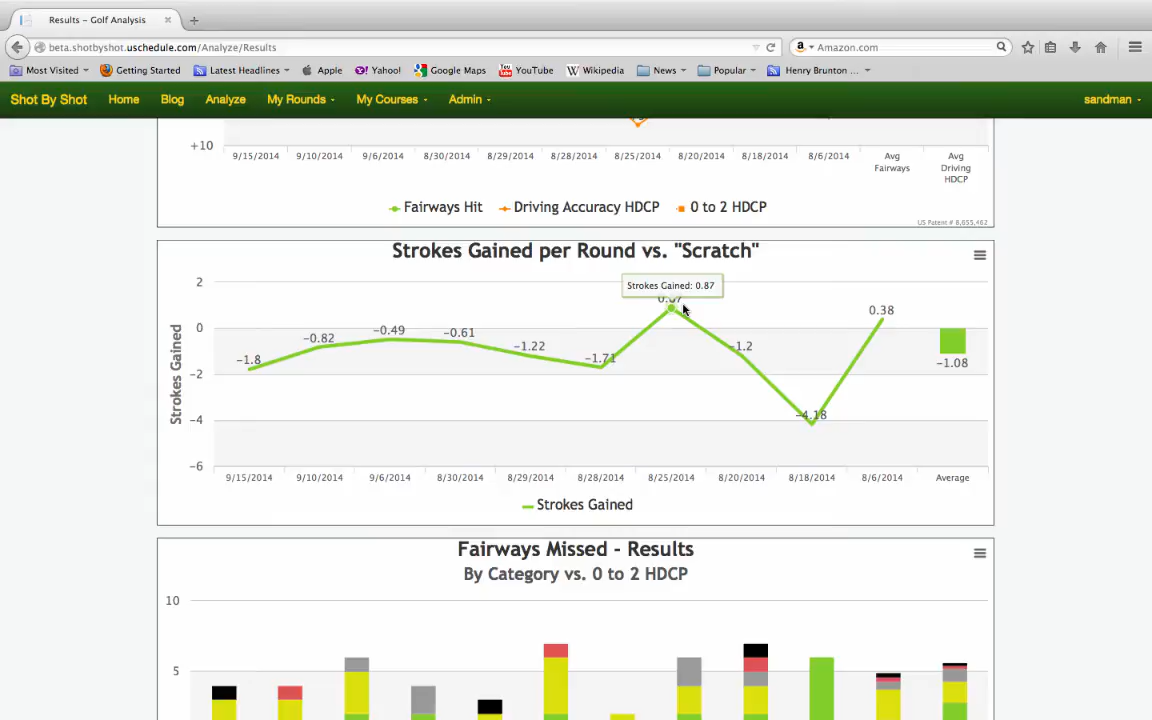 Results – Golf Analysis
beta.shotbyshot.uschedule.com/Analyze/Results
Amazon.com
Most Visited Getting Started Latest Headlines Apple Yahoo! Google Maps YouTube Wikipedia News Popular Henry Brunton ...
Shot By Shot Home Blog Analyze My Rounds My Courses Admin sandman
+10
9/15/2014 9/10/2014 9/6/2014 8/30/2014 8/29/2014 8/28/2014 8/25/2014 8/20/2014 8/18/2014 8/6/2014 Avg Fairways Avg Driving HDCP
Fairways Hit Driving Accuracy HDCP 0 to 2 HDCP
US Patent # 8,655,462
Strokes Gained per Round vs. "Scratch"
Strokes Gained: 0.87
2
0
−2
−4
−6
Strokes Gained
−1.8 −0.82 −0.49 −0.61 −1.22 −1.71 0.87 −1.2 −4.18 0.38 −1.08
9/15/2014 9/10/2014 9/6/2014 8/30/2014 8/29/2014 8/28/2014 8/25/2014 8/20/2014 8/18/2014 8/6/2014 Average
Strokes Gained
Fairways Missed - Results
By Category vs. 0 to 2 HDCP
10
5